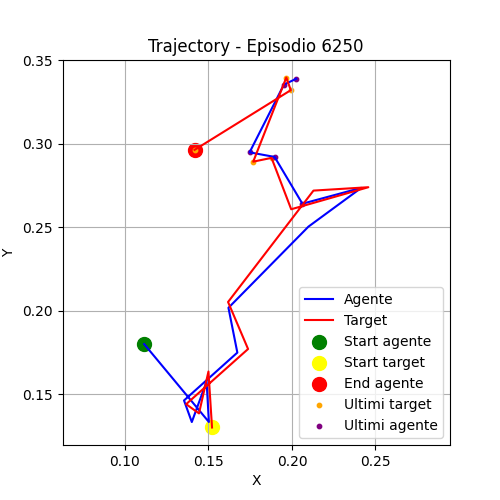 Trajectory - Episodio 6250
0.35
0.30
0.25
0.20
0.15
Y
0.10
0.15
0.20
0.25
X
Agente
Target
Start agente
Start target
End agente
Ultimi target
Ultimi agente